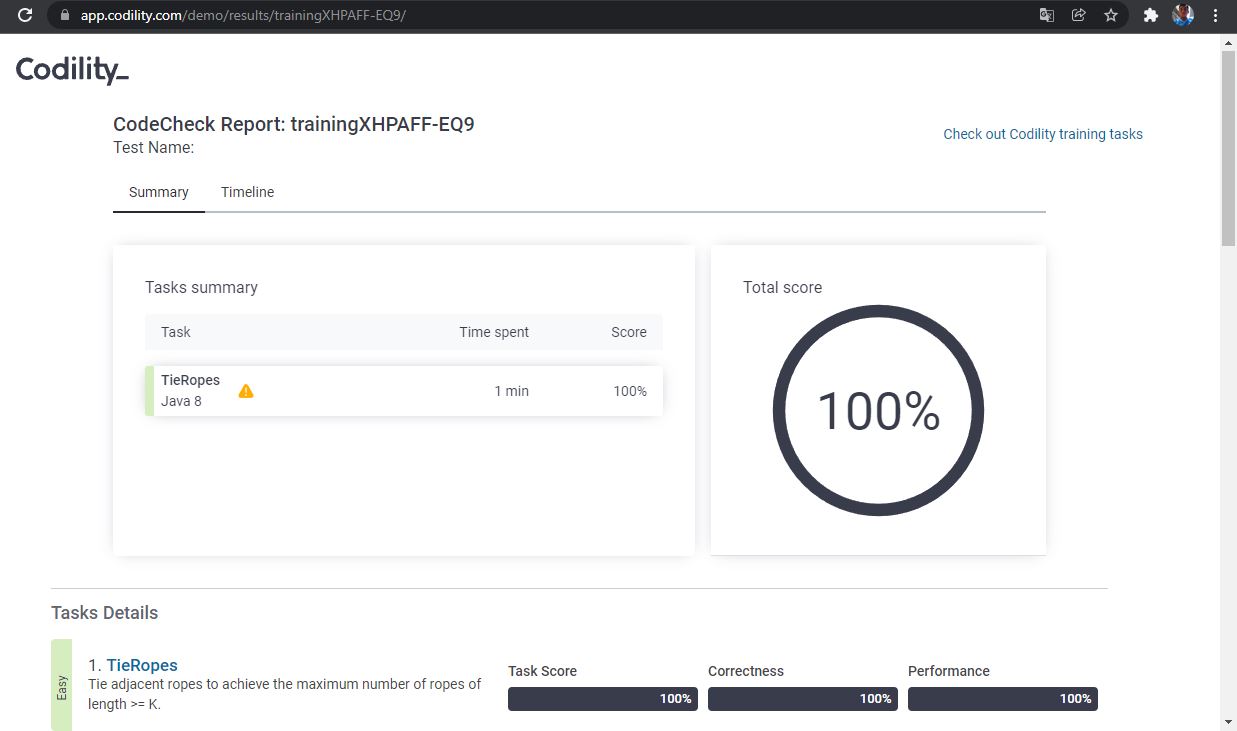 app.codility.com/demo/results/trainingXHPAFF-EQ9/
Codility_
CodeCheck Report: trainingXHPAFF-EQ9
Test Name:
Check out Codility training tasks
Summary Timeline
Tasks summary
Task Time spent Score
TieRopes
Java 8
1 min 100%
Total score
100%
Tasks Details
Easy
1. TieRopes
Tie adjacent ropes to achieve the maximum number of ropes of
length >= K.
Task Score Correctness Performance
100% 100% 100%